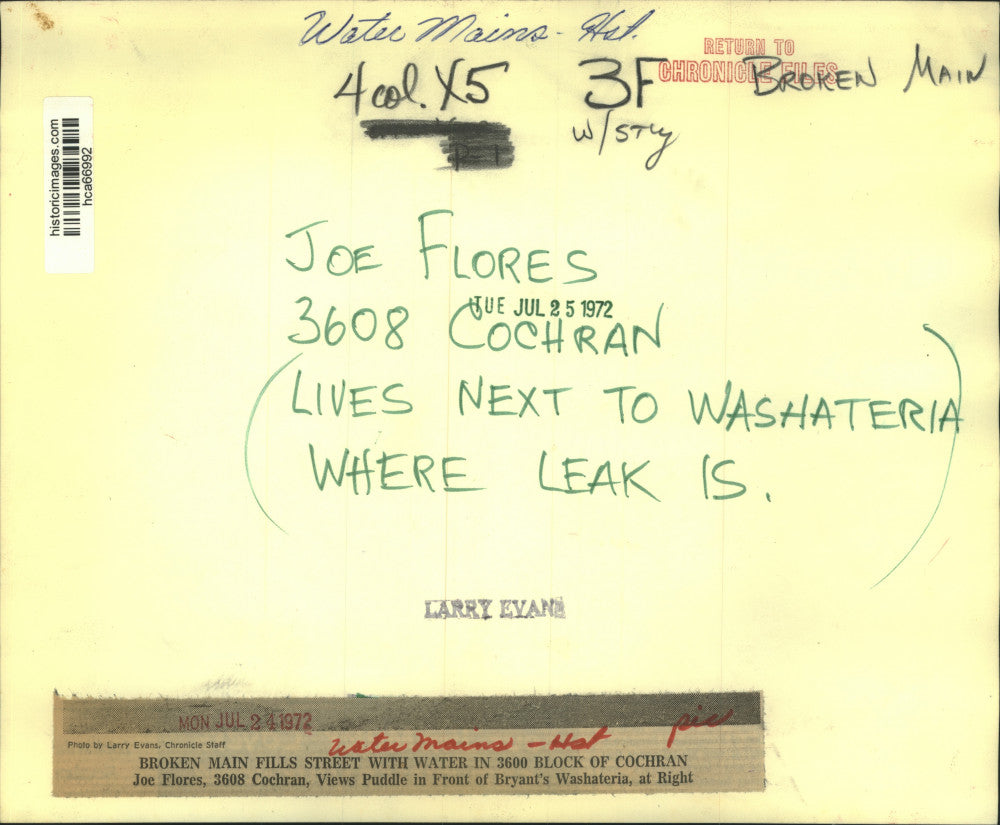 Water Mains - Hst.
RETURN TO
CHRONICLE FILES
Broken Main
4 col. X5
3F
w/ STY
P-1
historicimages.com
hca66992
JOE FLORES
TUE JUL 25 1972
3608 COCHRAN
(LIVES NEXT TO WASHATERIA
WHERE LEAK IS.)
LARRY EVANS
MON JUL 24 1972
Photo by Larry Evans, Chronicle Staff
water mains - Hst pic
BROKEN MAIN FILLS STREET WITH WATER IN 3600 BLOCK OF COCHRAN
Joe Flores, 3608 Cochran, Views Puddle in Front of Bryant's Washateria, at Right